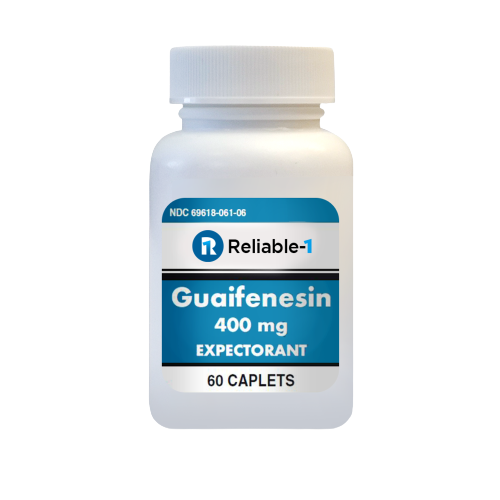 NDC 69618-061-06
Reliable-1
Guaifenesin
400 mg
EXPECTORANT
60 CAPLETS